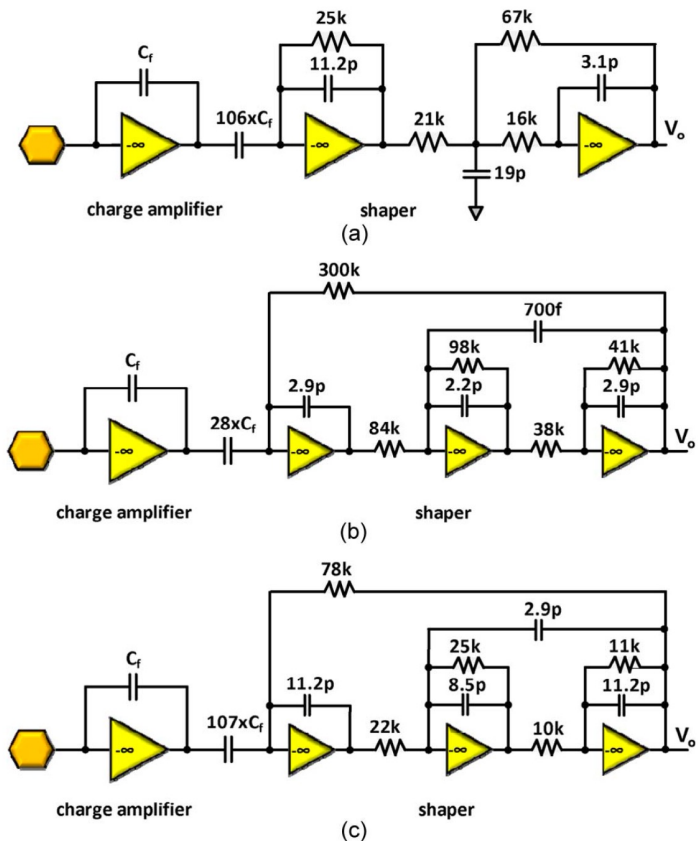 25k
67k
C_f
11.2p
3.1p
106xC_f
21k
16k
V_o
-∞
-∞
-∞
19p
charge amplifier
shaper
(a)
300k
700f
C_f
98k
41k
2.9p
2.2p
2.9p
28xC_f
84k
38k
-∞
-∞
-∞
-∞
V_o
charge amplifier
shaper
(b)
78k
2.9p
C_f
25k
11k
11.2p
8.5p
11.2p
107xC_f
22k
10k
-∞
-∞
-∞
-∞
V_o
charge amplifier
shaper
(c)